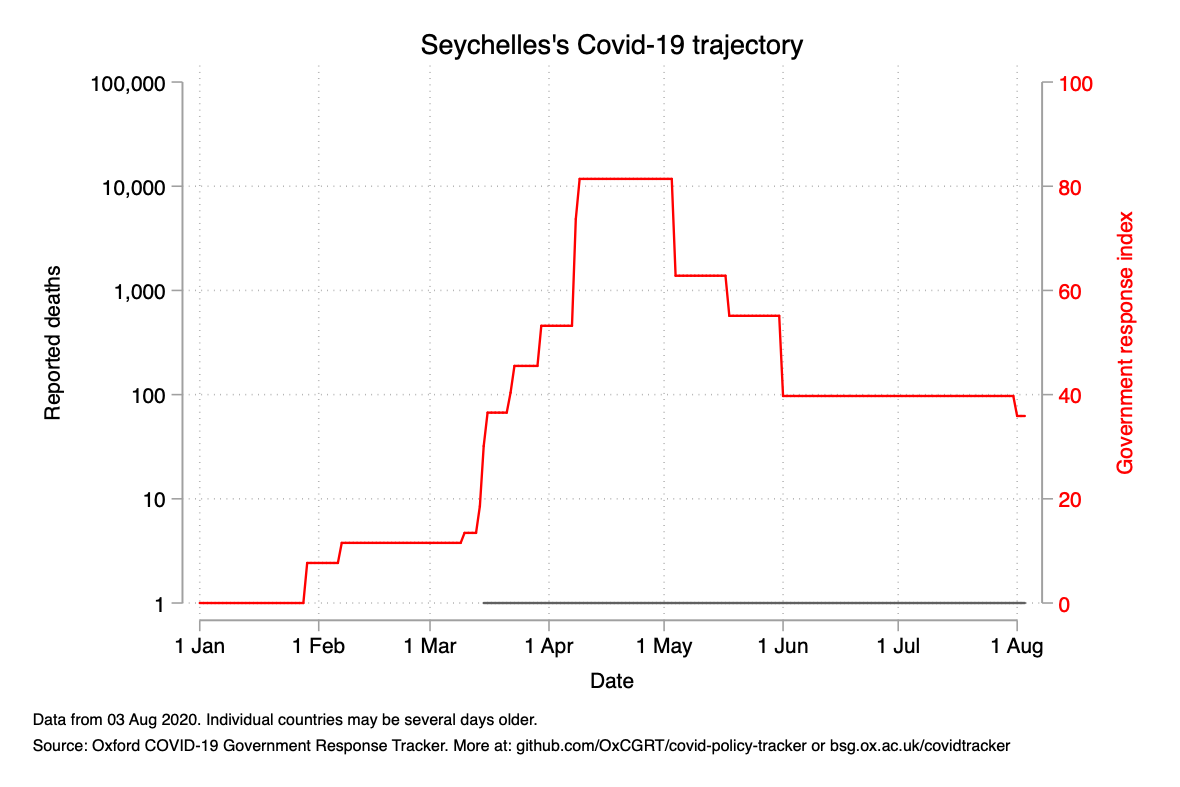 Seychelles's Covid-19 trajectory
100,000
10,000
1,000
100
10
1
Reported deaths
100
80
60
40
20
0
Government response index
1 Jan 1 Feb 1 Mar 1 Apr 1 May 1 Jun 1 Jul 1 Aug
Date
Data from 03 Aug 2020. Individual countries may be several days older.
Source: Oxford COVID-19 Government Response Tracker. More at: github.com/OxCGRT/covid-policy-tracker or bsg.ox.ac.uk/covidtracker